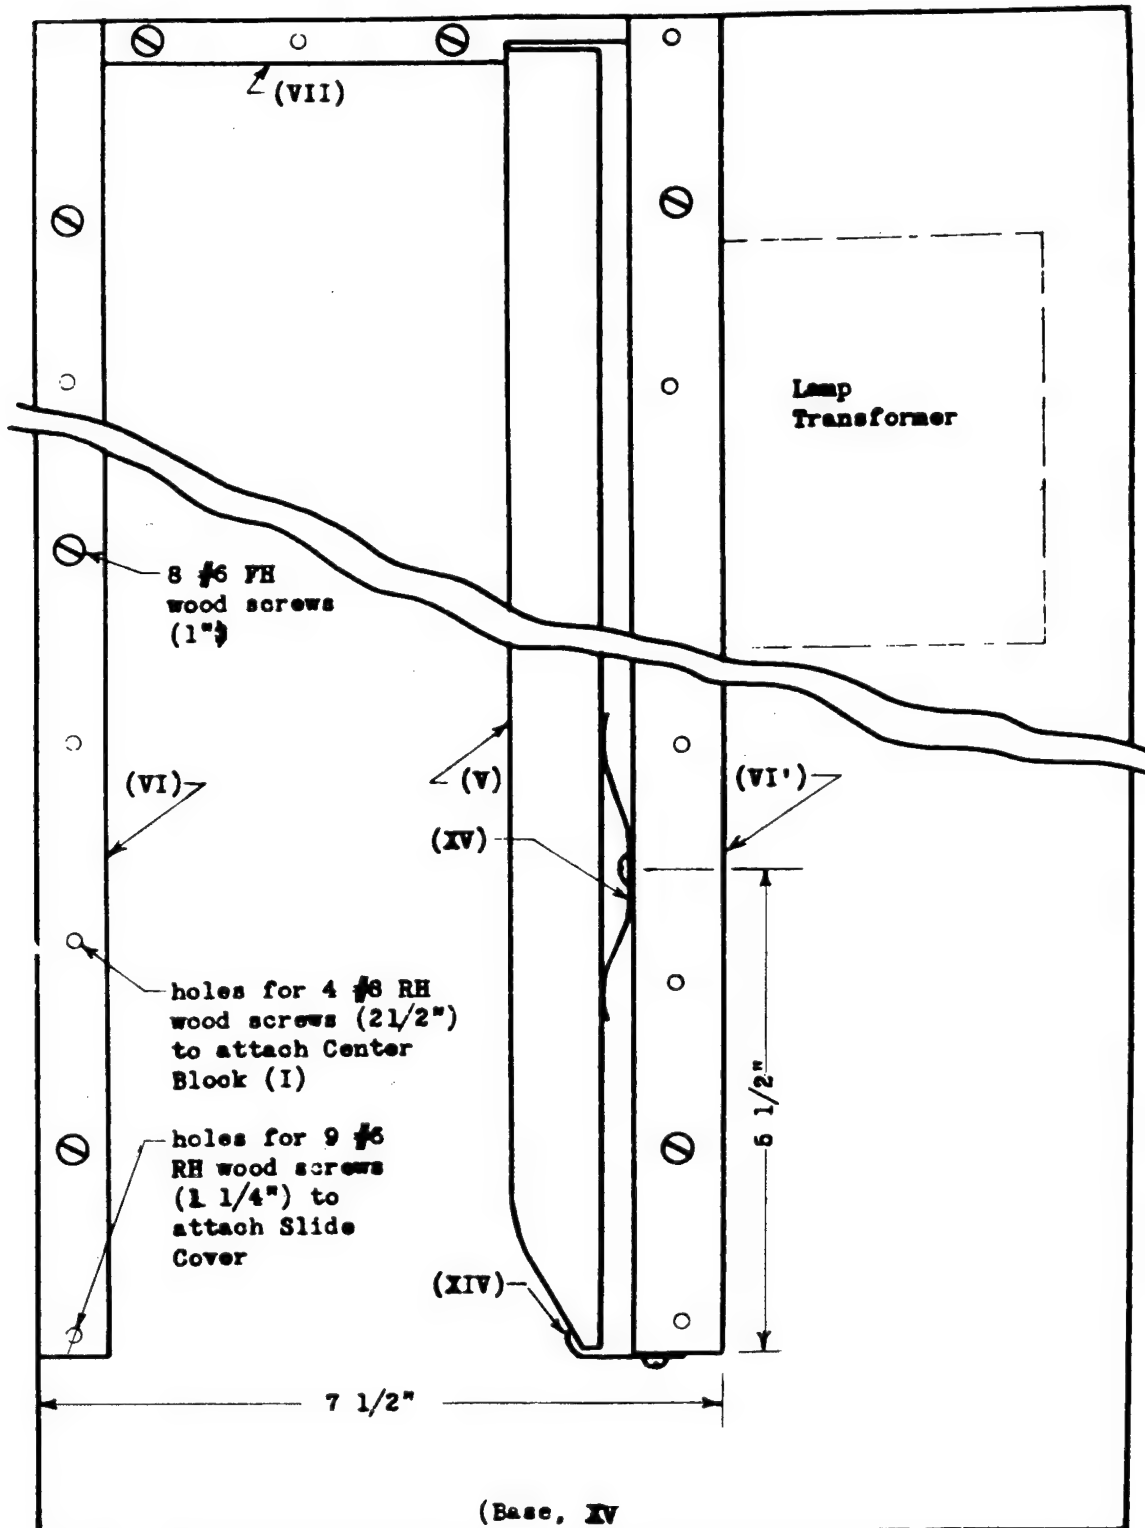 (VII)
Lamp
Transformer
8 #6 FH
wood screws
(1")
(VI)
(V)
(VI')
(XV)
holes for 4 #8 RH
wood screws (2 1/2")
to attach Center
Block (I)
5 1/2"
holes for 9 #6
RH wood screws
(1 1/4") to
attach Slide
Cover
(XIV)
7 1/2"
(Base, XV